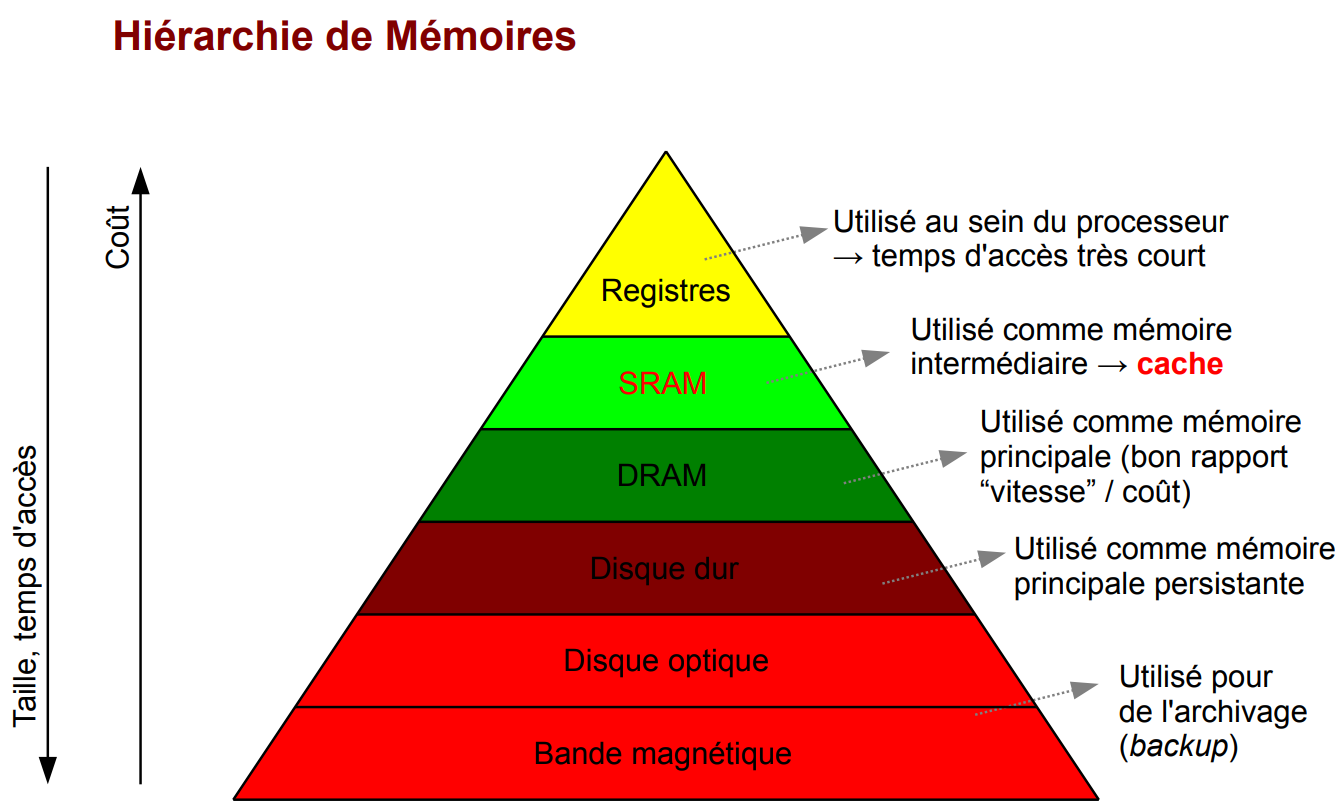 Hiérarchie de Mémoires
Taille, temps d'accès
Coût
Registres
Utilisé au sein du processeur
→ temps d'accès très court
SRAM
Utilisé comme mémoire
intermédiaire → cache
DRAM
Utilisé comme mémoire
principale (bon rapport
“vitesse” / coût)
Disque dur
Utilisé comme mémoire
principale persistante
Disque optique
Bande magnétique
Utilisé pour
de l'archivage
(backup)